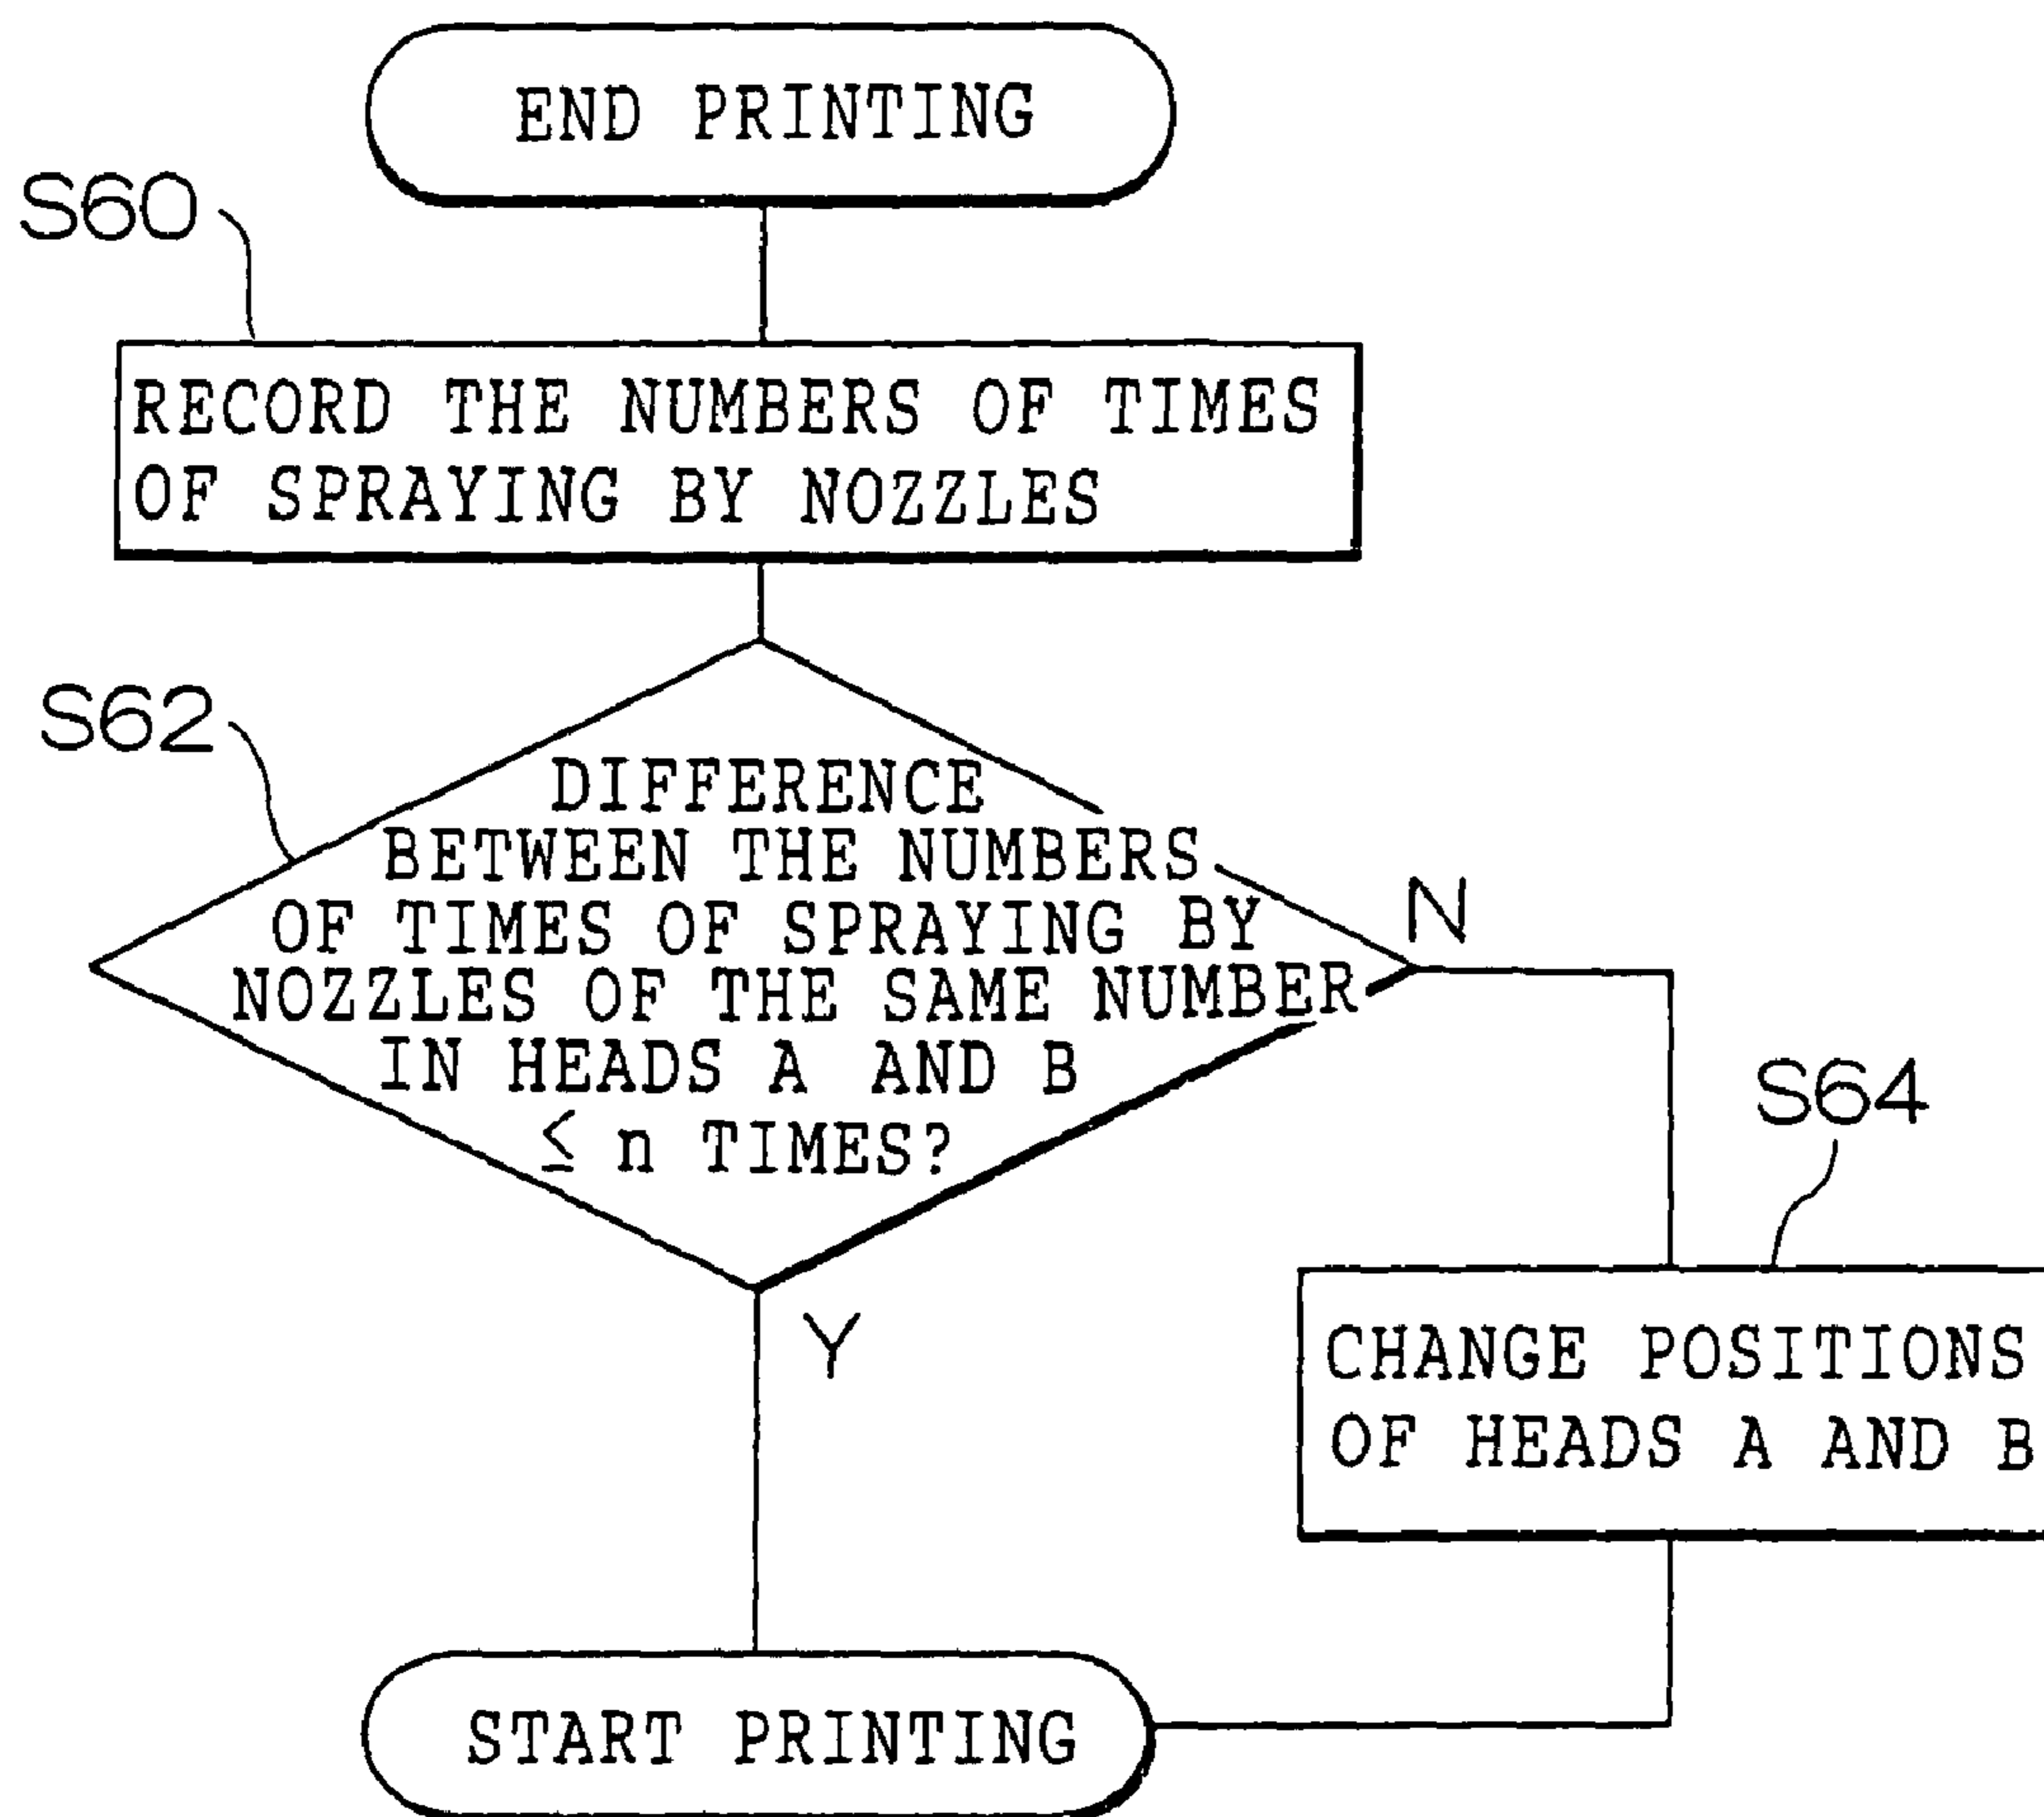 END PRINTING
S60
RECORD THE NUMBERS OF TIMES
OF SPRAYING BY NOZZLES
S62
DIFFERENCE
BETWEEN THE NUMBERS
OF TIMES OF SPRAYING BY
NOZZLES OF THE SAME NUMBER
IN HEADS A AND B
≤ n TIMES?
N
Y
S64
CHANGE POSITIONS
OF HEADS A AND B
START PRINTING